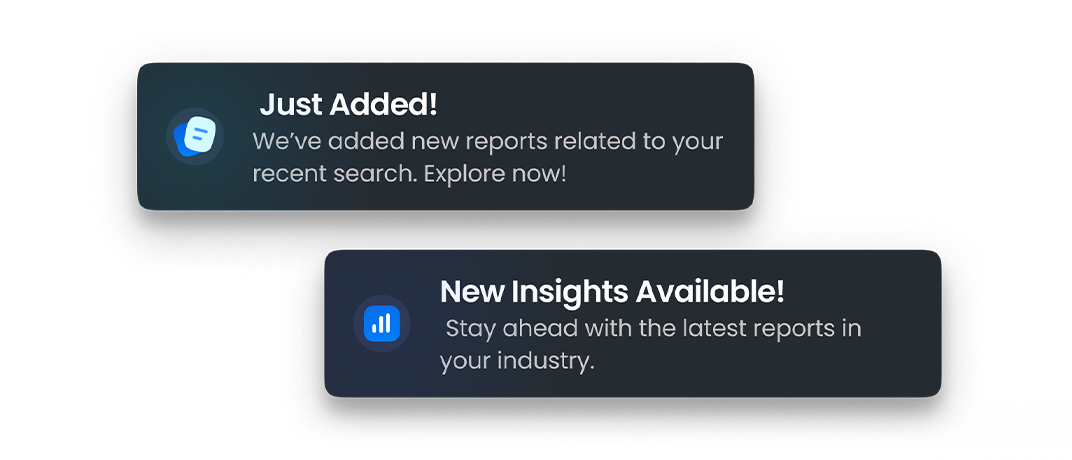 Just Added!
We’ve added new reports related to your
recent search. Explore now!
New Insights Available!
Stay ahead with the latest reports in
your industry.